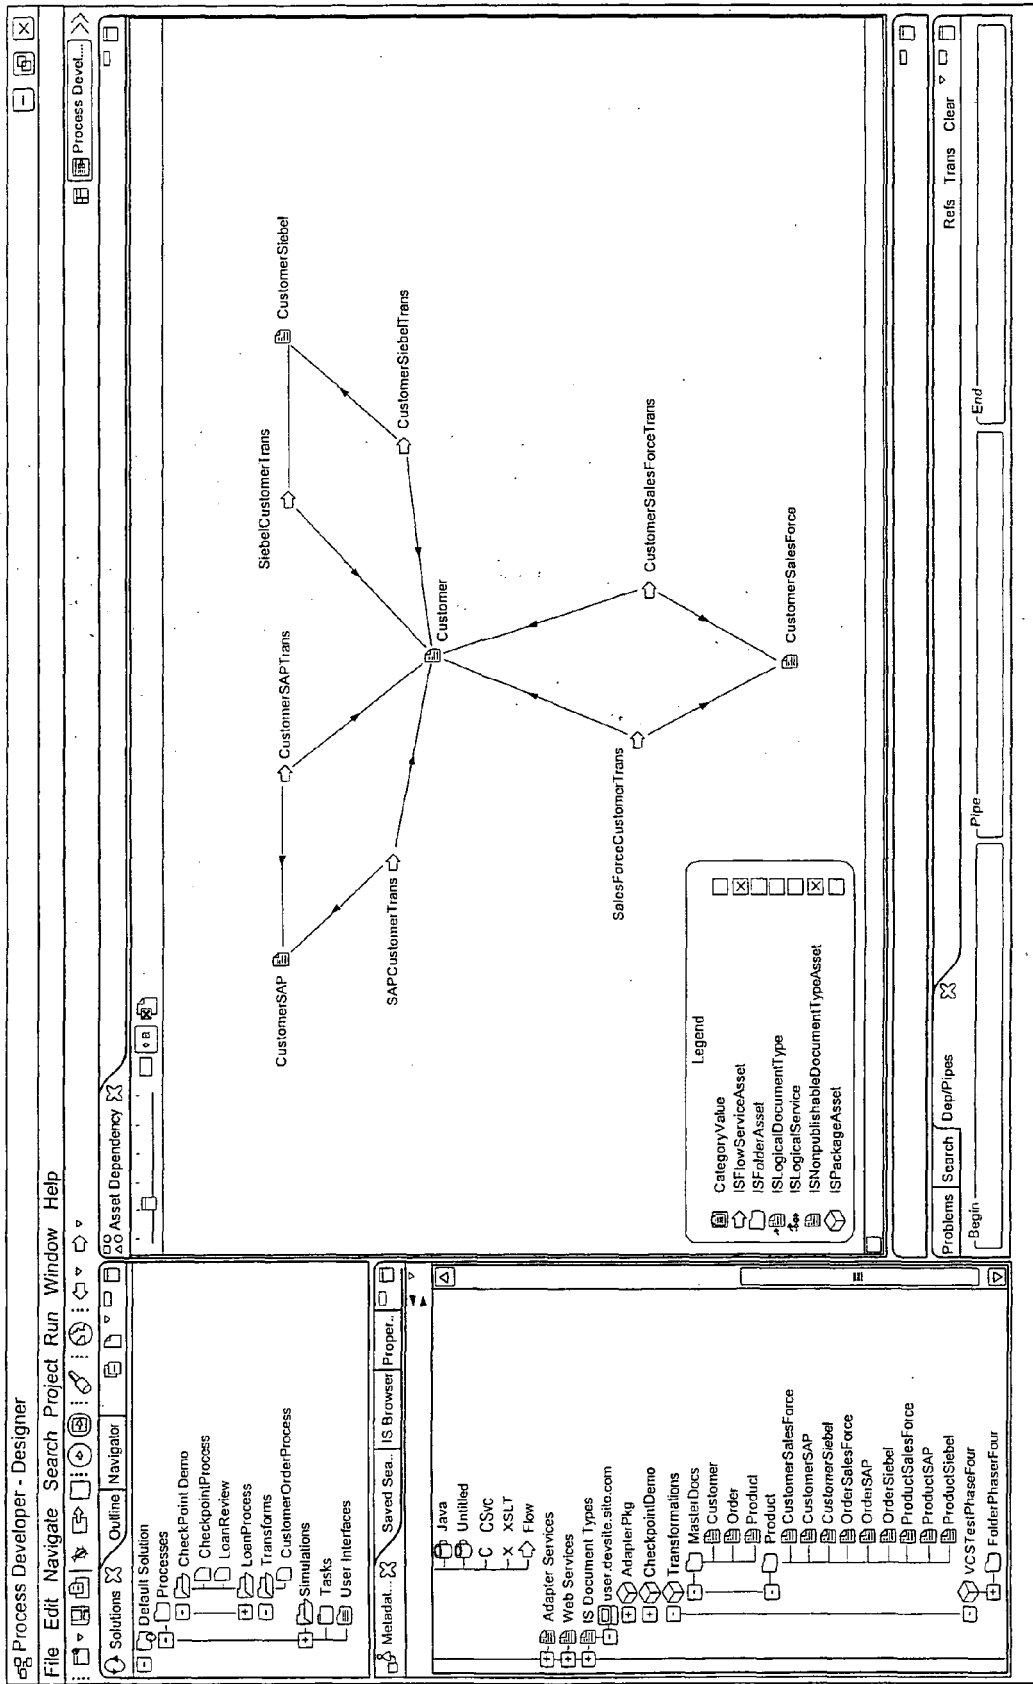 Process Developer - Designer
File Edit Navigate Search Project Run Window Help
Process Devel...
Solutions Outline Navigator
Default Solution
Processes
CheckPoint Demo
CheckpointProcess
LoanReview
LoanProcess
Transforms
CustomerOrderProcess
Simulations
Tasks
User Interfaces
Metadat... Saved Sea.. IS Browser Proper..
Java
Untitled
C CSvc
X XSLT
Flow
Adapter Services
Web Services
IS Document Types
user.devsite.site.com
AdapterPkg
CheckpointDemo
Transformations
MasterDocs
Customer
Order
Product
Product
CustomerSalesForce
CustomerSAP
CustomerSiebel
OrderSalesForce
OrderSAP
OrderSiebel
ProductSalesForce
ProductSAP
ProductSiebel
VCSTestPhaseFour
FolderPhaserFour
Asset Dependency
CustomerSAP
CustomerSAPTrans
SiebelCustomerTrans
CustomerSiebel
SAPCustomerTrans
CustomerSiebelTrans
Customer
SalesForceCustomerTrans
CustomerSalesForceTrans
CustomerSalesForce
Legend
CategoryValue
ISFlowServiceAsset
ISFolderAsset
ISLogicalDocumentType
ISLogicalService
ISNonpublishableDocumentTypeAsset
ISPackageAsset
Problems Search Dep/Pipes
Refs Trans Clear
Begin
Pipe
End